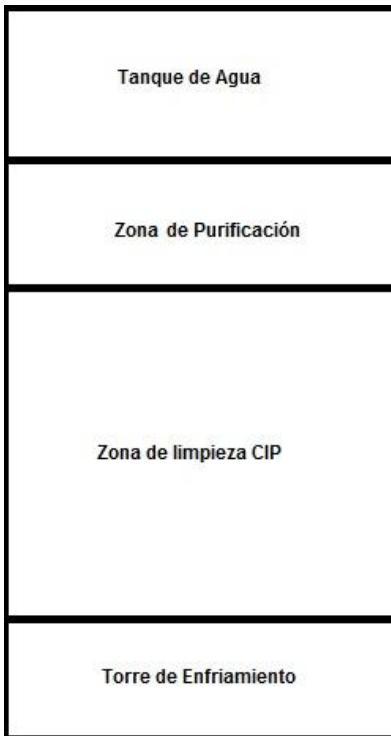 Tanque de Agua
Zona de Purificación
Zona de limpieza CIP
Torre de Enfriamiento